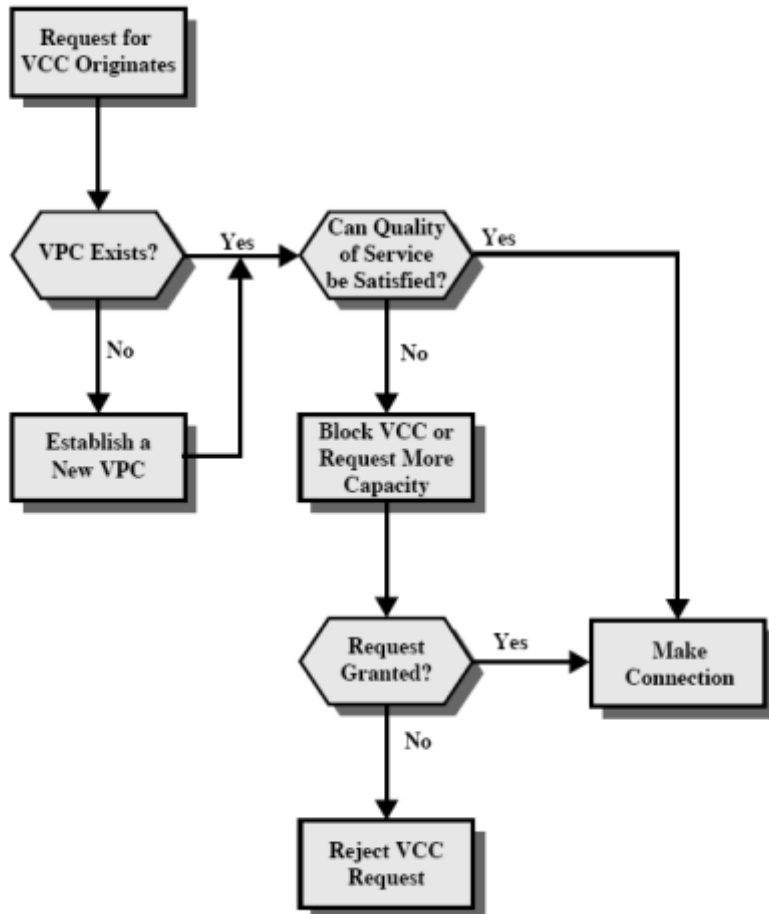 Request for
VCC Originates
VPC Exists?
Yes
Can Quality
of Service
be Satisfied?
Yes
No
No
Establish a
New VPC
Block VCC or
Request More
Capacity
Request
Granted?
Yes
Make
Connection
No
Reject VCC
Request